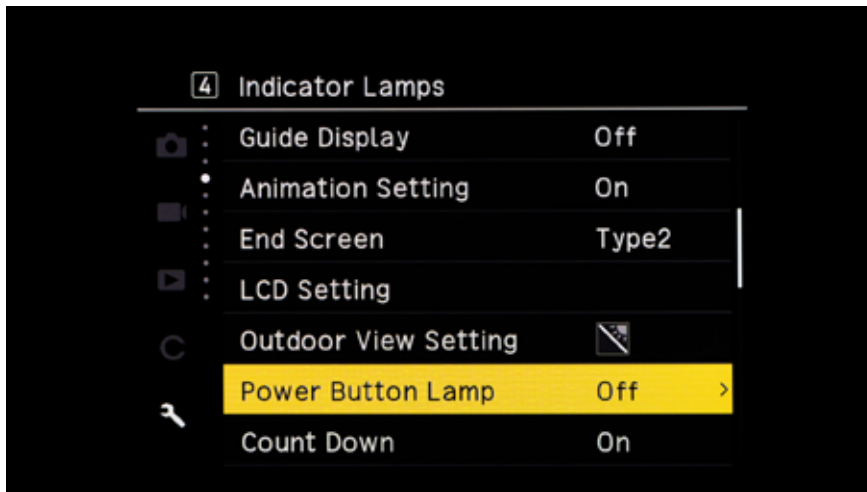 4 Indicator Lamps
Guide Display Off
Animation Setting On
End Screen Type2
LCD Setting
Outdoor View Setting
Power Button Lamp Off >
Count Down On
C